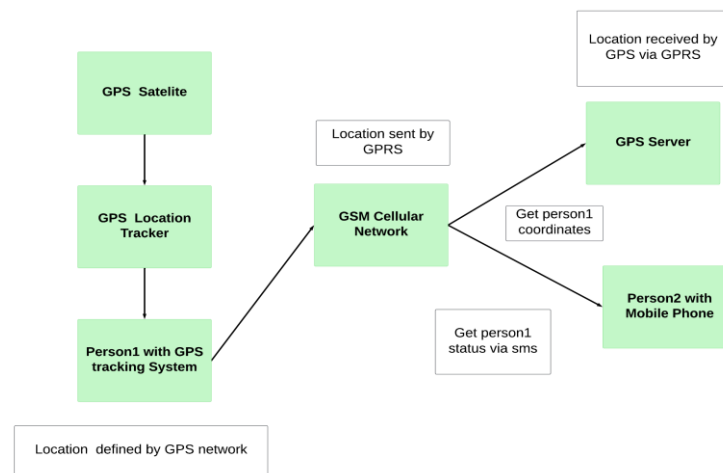 Location received by
GPS via GPRS
GPS  Satelite
Location sent by
GPRS
GPS Server
GPS Location
Tracker
GSM Cellular
Network
Get person1
coordinates
Person2 with
Mobile Phone
Get person1
status via sms
Person1 with GPS
tracking System
Location  defined by GPS network